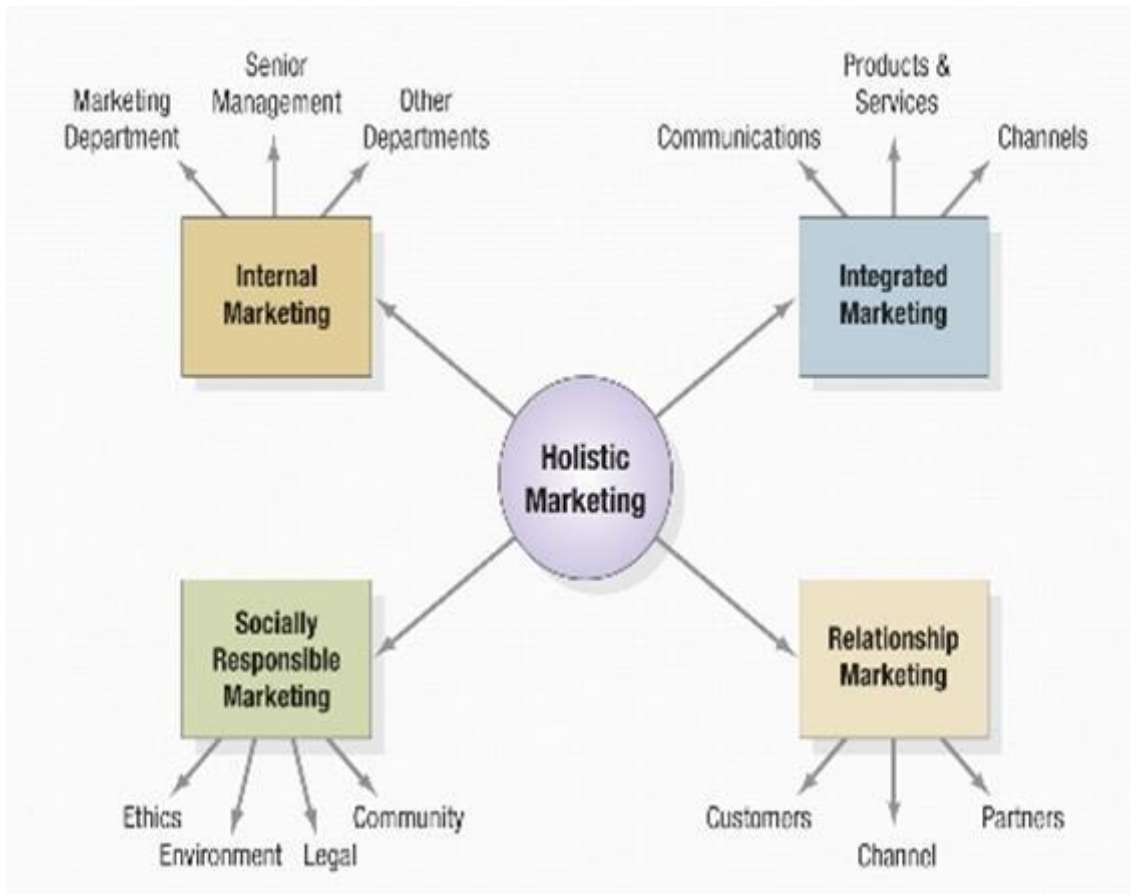 Senior
Management
Marketing
Department
Other
Departments
Internal
Marketing
Products &
Services
Communications
Channels
Integrated
Marketing
Holistic
Marketing
Socially
Responsible
Marketing
Ethics
Environment
Legal
Community
Relationship
Marketing
Customers
Channel
Partners